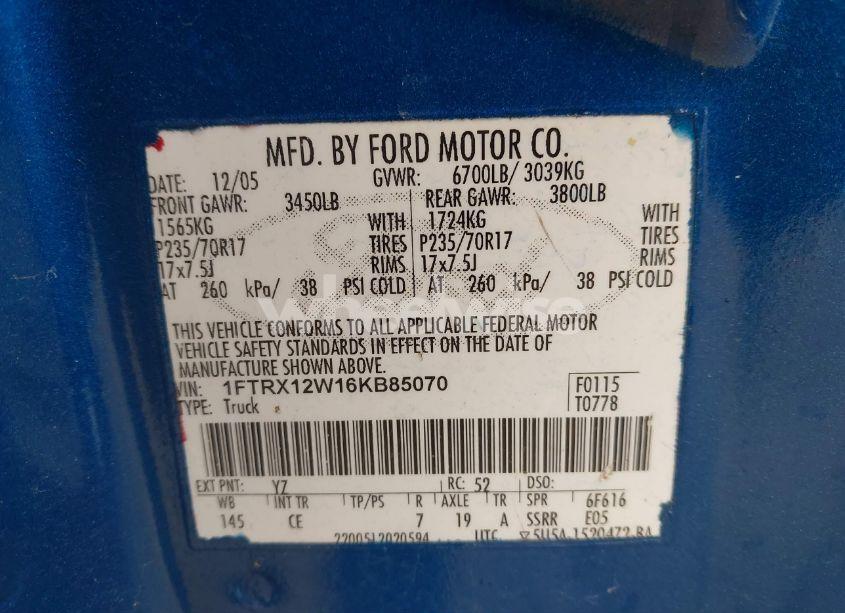 MFD. BY FORD MOTOR CO.
DATE: 12/05 GVWR: 6700LB/ 3039KG
FRONT GAWR: 3450LB REAR GAWR: 3800LB
1565KG WITH 1724KG WITH
P235/70R17 TIRES P235/70R17 TIRES
17x7.5J RIMS 17x7.5J RIMS
AT 260 kPa/ 38 PSI COLD AT 260 kPa/ 38 PSI COLD
THIS VEHICLE CONFORMS TO ALL APPLICABLE FEDERAL MOTOR
VEHICLE SAFETY STANDARDS IN EFFECT ON THE DATE OF
MANUFACTURE SHOWN ABOVE.
VIN: 1FTRX12W16KB85070 F0115
TYPE: Truck T0778
EXT PNT: YZ RC: 52 DSO:
WB INT TR TP/PS R AXLE TR SPR 6F616
145 CE 7 19 A SSRR E05
2200512020594 UTC